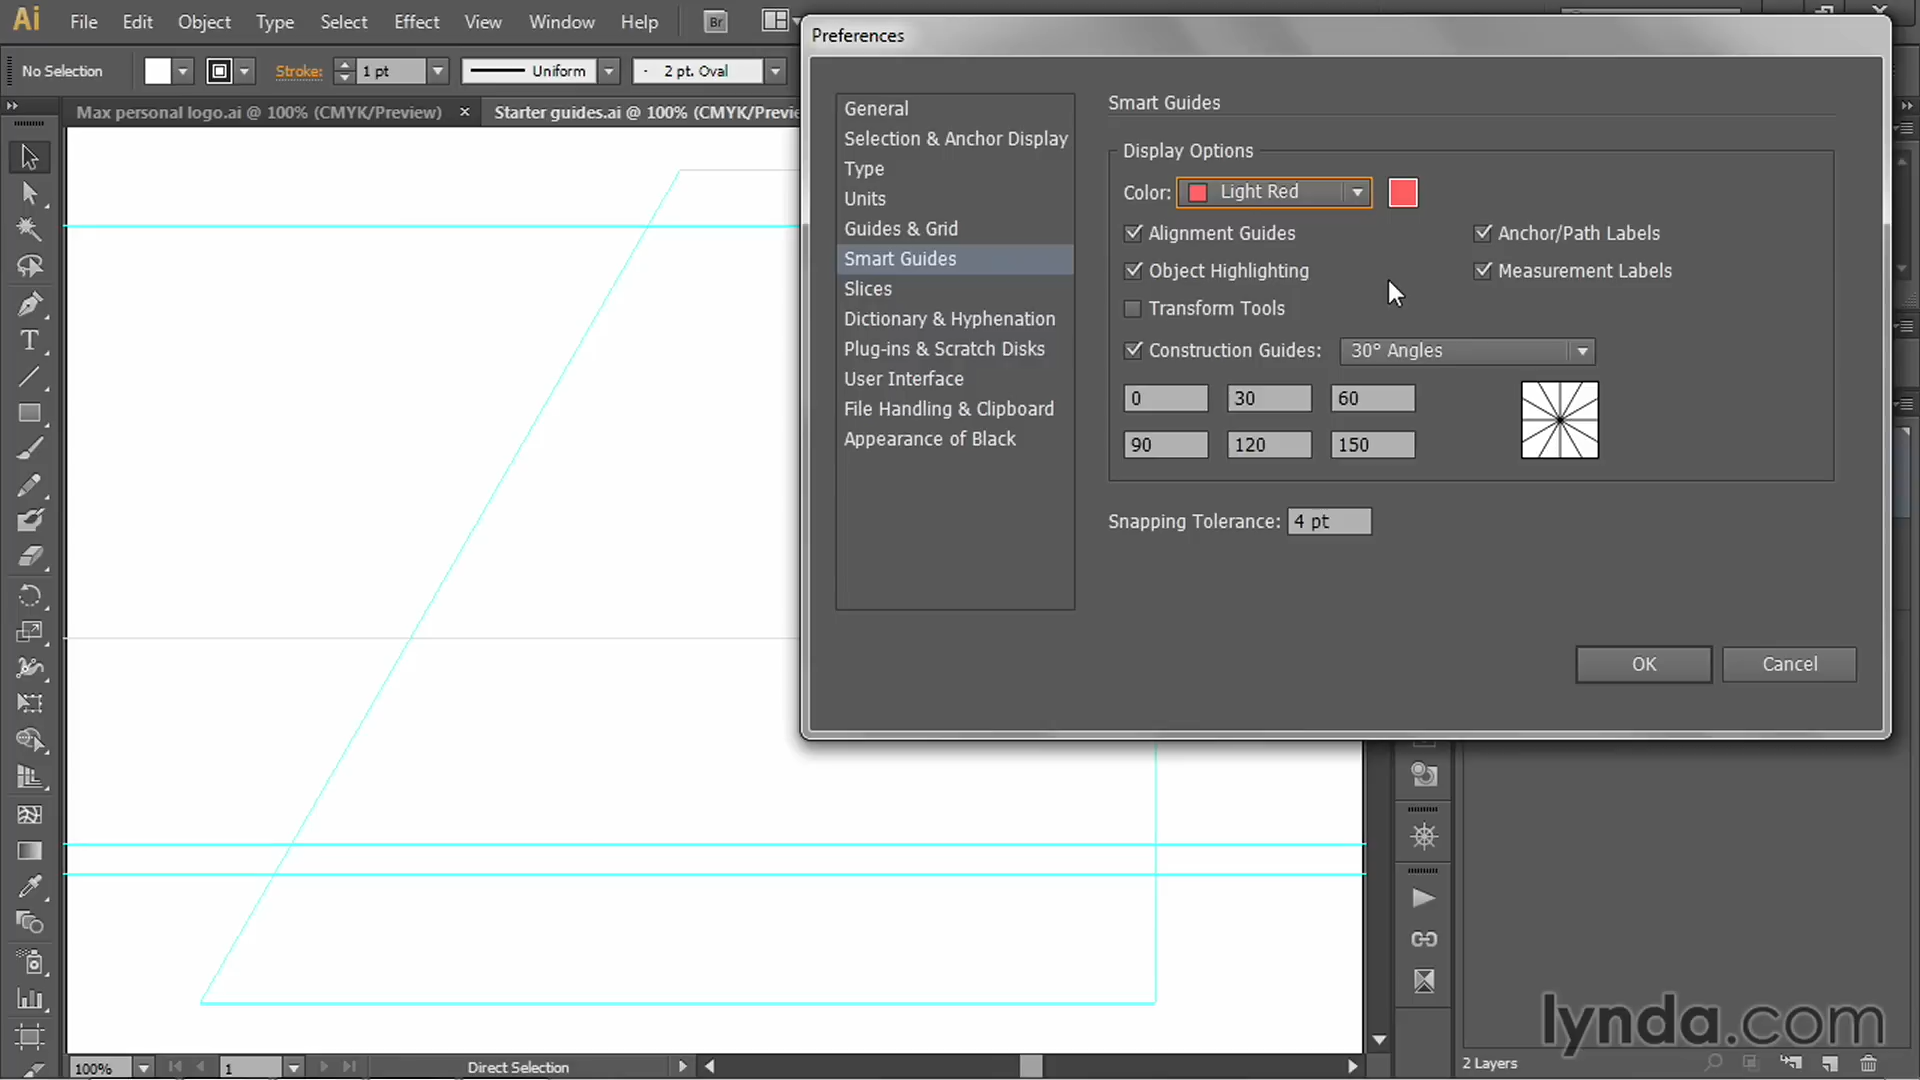 Ai File Edit Object Type Select Effect View Window Help Br
Preferences
No Selection Stroke: 1 pt Uniform 2 pt. Oval
Max personal logo.ai @ 100% (CMYK/Preview) × Starter guides.ai @ 100% (CMYK/Previe
General
Selection & Anchor Display
Type
Units
Guides & Grid
Smart Guides
Slices
Dictionary & Hyphenation
Plug-ins & Scratch Disks
User Interface
File Handling & Clipboard
Appearance of Black
Smart Guides
Display Options
Color: Light Red
Alignment Guides Anchor/Path Labels
Object Highlighting Measurement Labels
Transform Tools
Construction Guides: 30° Angles
0 30 60
90 120 150
Snapping Tolerance: 4 pt
OK Cancel
lynda.com
100% 1 Direct Selection 2 Layers